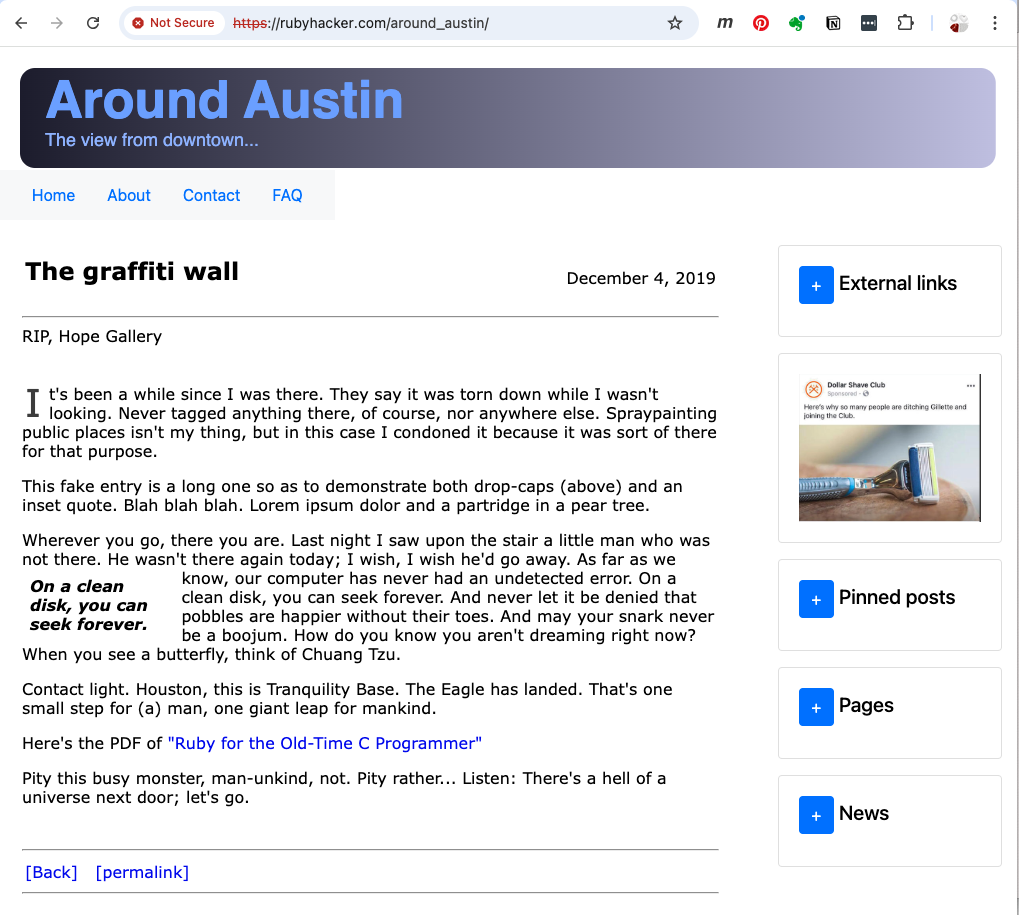 Not Secure
https://rubyhacker.com/around_austin/
Around Austin
The view from downtown...
Home About Contact FAQ
The graffiti wall
December 4, 2019
RIP, Hope Gallery
It's been a while since I was there. They say it was torn down while I wasn't
looking. Never tagged anything there, of course, nor anywhere else. Spraypainting
public places isn't my thing, but in this case I condoned it because it was sort of there
for that purpose.
This fake entry is a long one so as to demonstrate both drop-caps (above) and an
inset quote. Blah blah blah. Lorem ipsum dolor and a partridge in a pear tree.
Wherever you go, there you are. Last night I saw upon the stair a little man who was
not there. He wasn't there again today; I wish, I wish he'd go away. As far as we
know, our computer has never had an undetected error. On a
clean disk, you can seek forever. And never let it be denied that
pobbles are happier without their toes. And may your snark never
be a boojum. How do you know you aren't dreaming right now?
When you see a butterfly, think of Chuang Tzu.
On a clean
disk, you can
seek forever.
Contact light. Houston, this is Tranquility Base. The Eagle has landed. That's one
small step for (a) man, one giant leap for mankind.
Here's the PDF of "Ruby for the Old-Time C Programmer"
Pity this busy monster, man-unkind, not. Pity rather... Listen: There's a hell of a
universe next door; let's go.
[Back] [permalink]
+ External links
Dollar Shave Club
Sponsored
Here's why so many people are ditching Gillette and
joining the Club.
+ Pinned posts
+ Pages
+ News